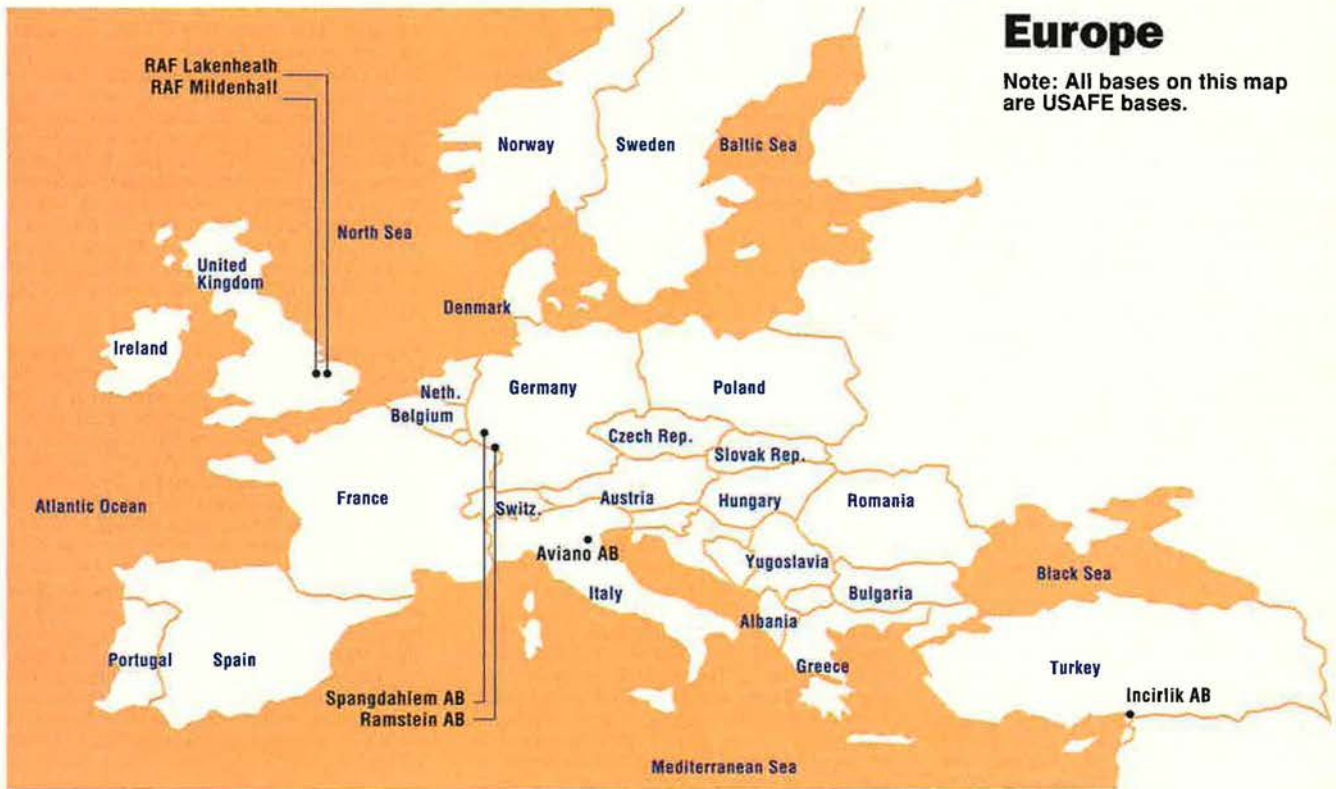 Europe
Note: All bases on this map
are USAFE bases.
RAF Lakenheath
RAF Mildenhall
Norway
Sweden
Baltic Sea
North Sea
United
Kingdom
Denmark
Ireland
Neth.
Germany
Poland
Belgium
Czech Rep.
Slovak Rep.
Atlantic Ocean
France
Switz.
Austria
Hungary
Romania
Aviano AB
Yugoslavia
Black Sea
Italy
Bulgaria
Albania
Portugal
Spain
Greece
Turkey
Spangdahlem AB
Ramstein AB
Incirlik AB
Mediterranean Sea